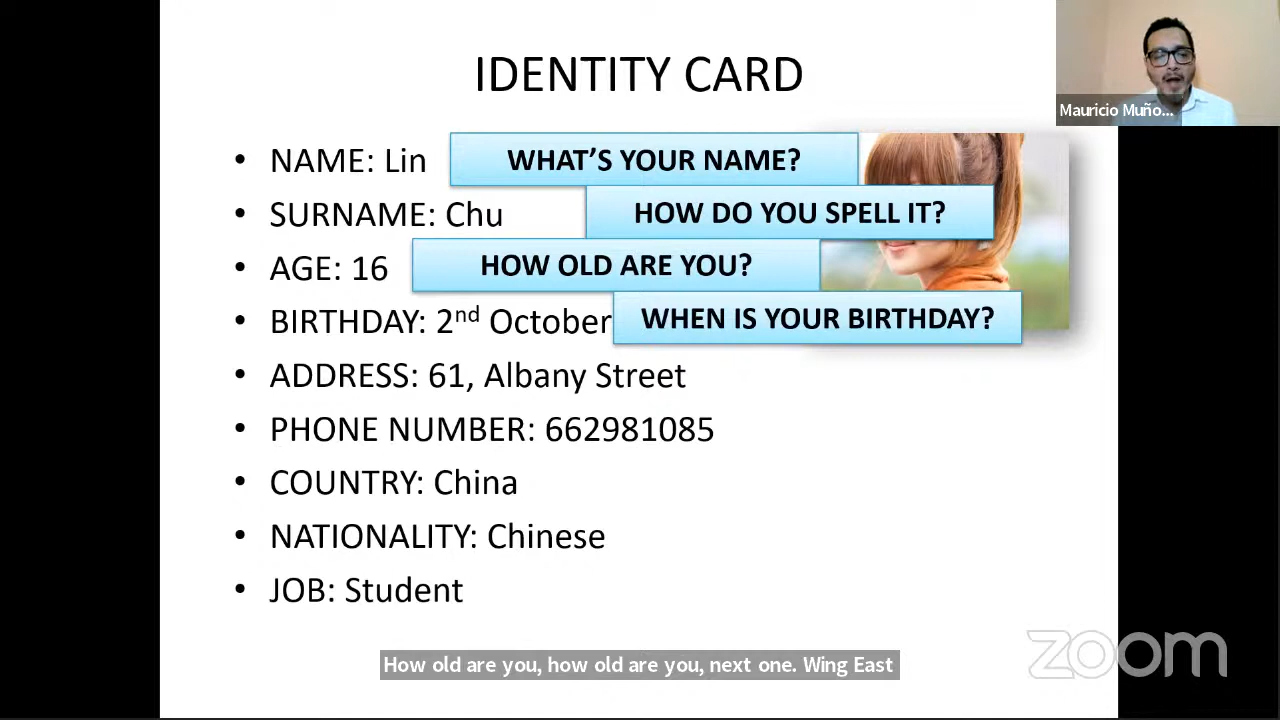 IDENTITY CARD
Mauricio Muño...
• NAME: Lin
WHAT'S YOUR NAME?
• SURNAME: Chu
HOW DO YOU SPELL IT?
• AGE: 16
HOW OLD ARE YOU?
• BIRTHDAY: 2nd October
WHEN IS YOUR BIRTHDAY?
• ADDRESS: 61, Albany Street
• PHONE NUMBER: 662981085
• COUNTRY: China
• NATIONALITY: Chinese
• JOB: Student
How old are you, how old are you, next one. Wing East
zoom